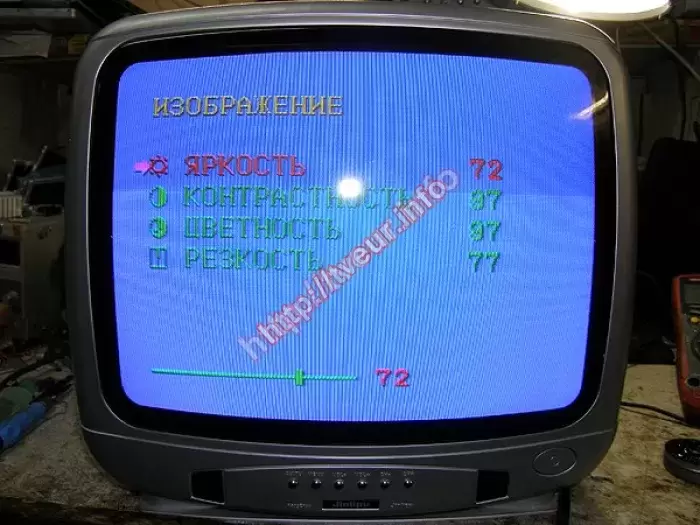 ИЗОБРАЖЕНИЕ
ЯРКОСТЬ 72
КОНТРАСТНОСТЬ 97
ЦВЕТНОСТЬ 97
РЕЗКОСТЬ 77
http://tveur.info
72